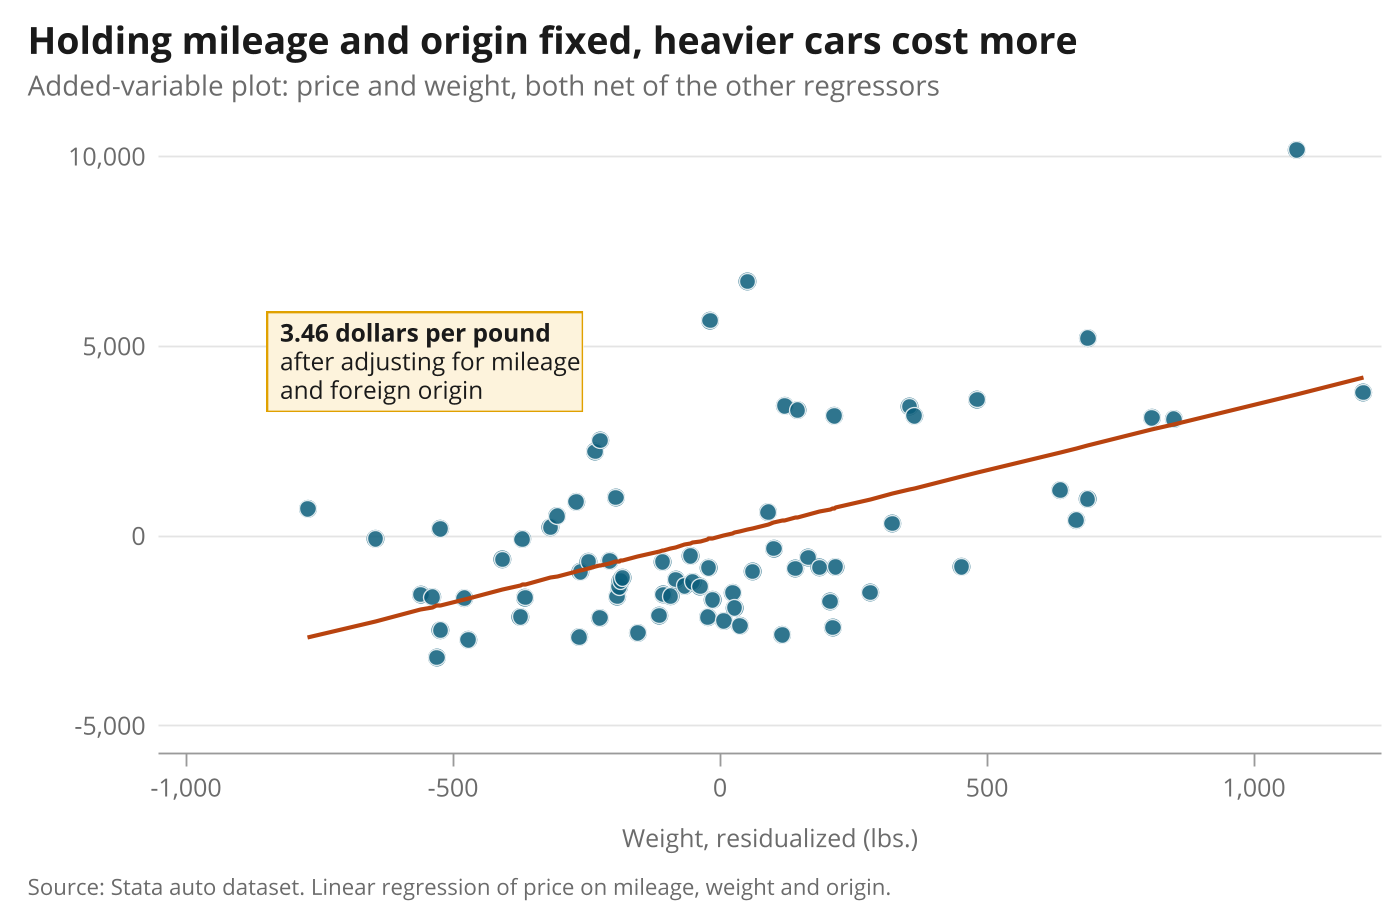 Holding mileage and origin fixed, heavier cars cost more
Added-variable plot: price and weight, both net of the other regressors
10,000
5,000
0
-5,000
3.46 dollars per pound
after adjusting for mileage
and foreign origin
-1,000
-500
0
500
1,000
Weight, residualized (lbs.)
Source: Stata auto dataset. Linear regression of price on mileage, weight and origin.